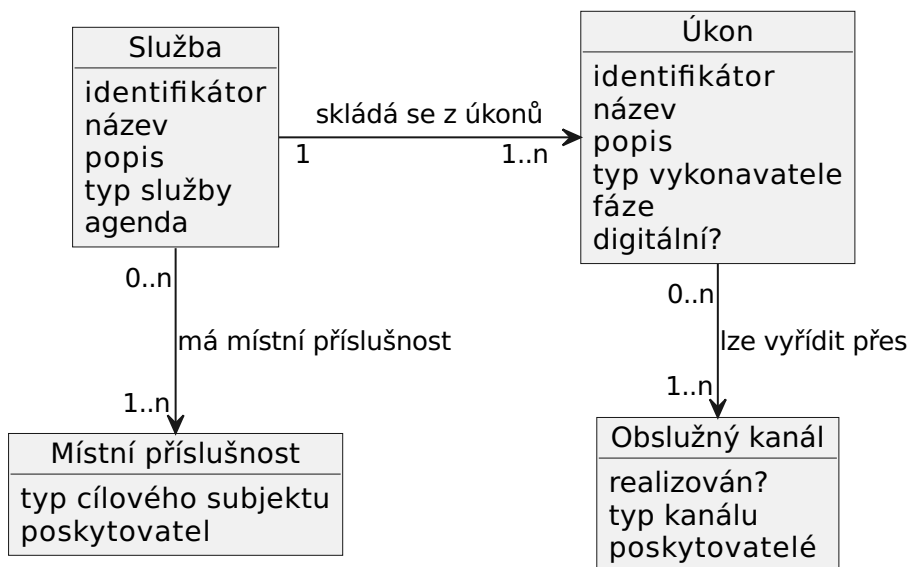 Služba
identifikátor
název
popis
typ služby
agenda
skládá se z úkonů
1
1..n
Úkon
identifikátor
název
popis
typ vykonavatele
fáze
digitální?
0..n
má místní příslušnost
1..n
0..n
lze vyřídit přes
1..n
Místní příslušnost
typ cílového subjektu
poskytovatel
Obslužný kanál
realizován?
typ kanálu
poskytovatelé